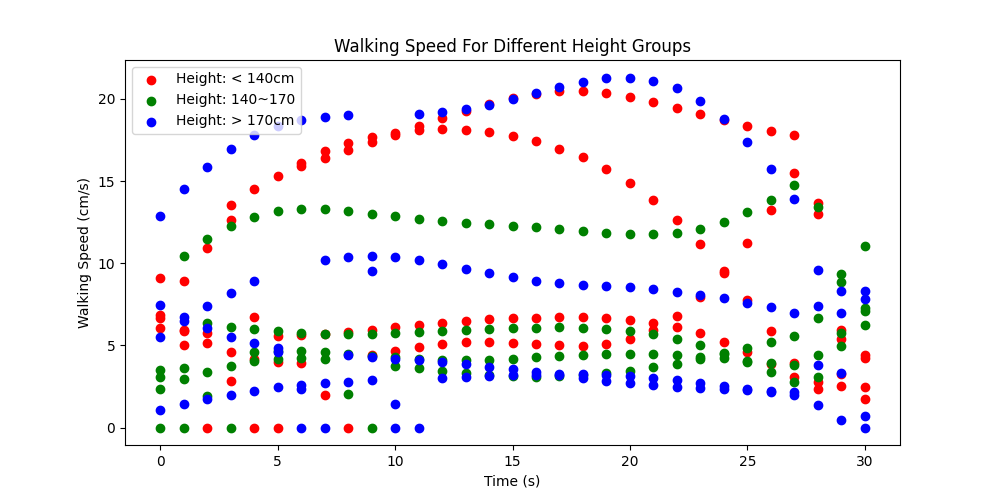 Walking Speed For Different Height Groups
Height: < 140cm
Height: 140~170
Height: > 170cm
Walking Speed (cm/s)
20
15
10
5
0
0 5 10 15 20 25 30
Time (s)